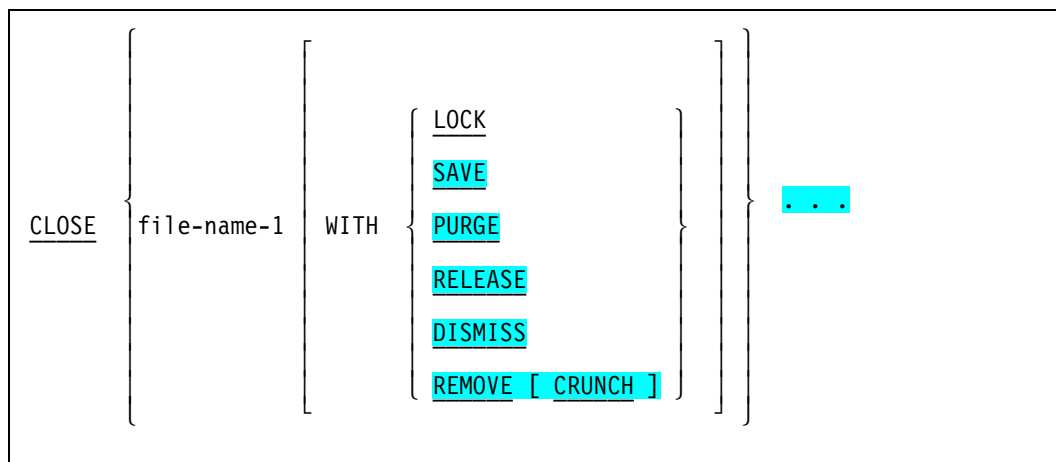 LOCK
SAVE
CLOSE file-name-1 WITH PURGE . . .
RELEASE
DISMISS
REMOVE [ CRUNCH ]